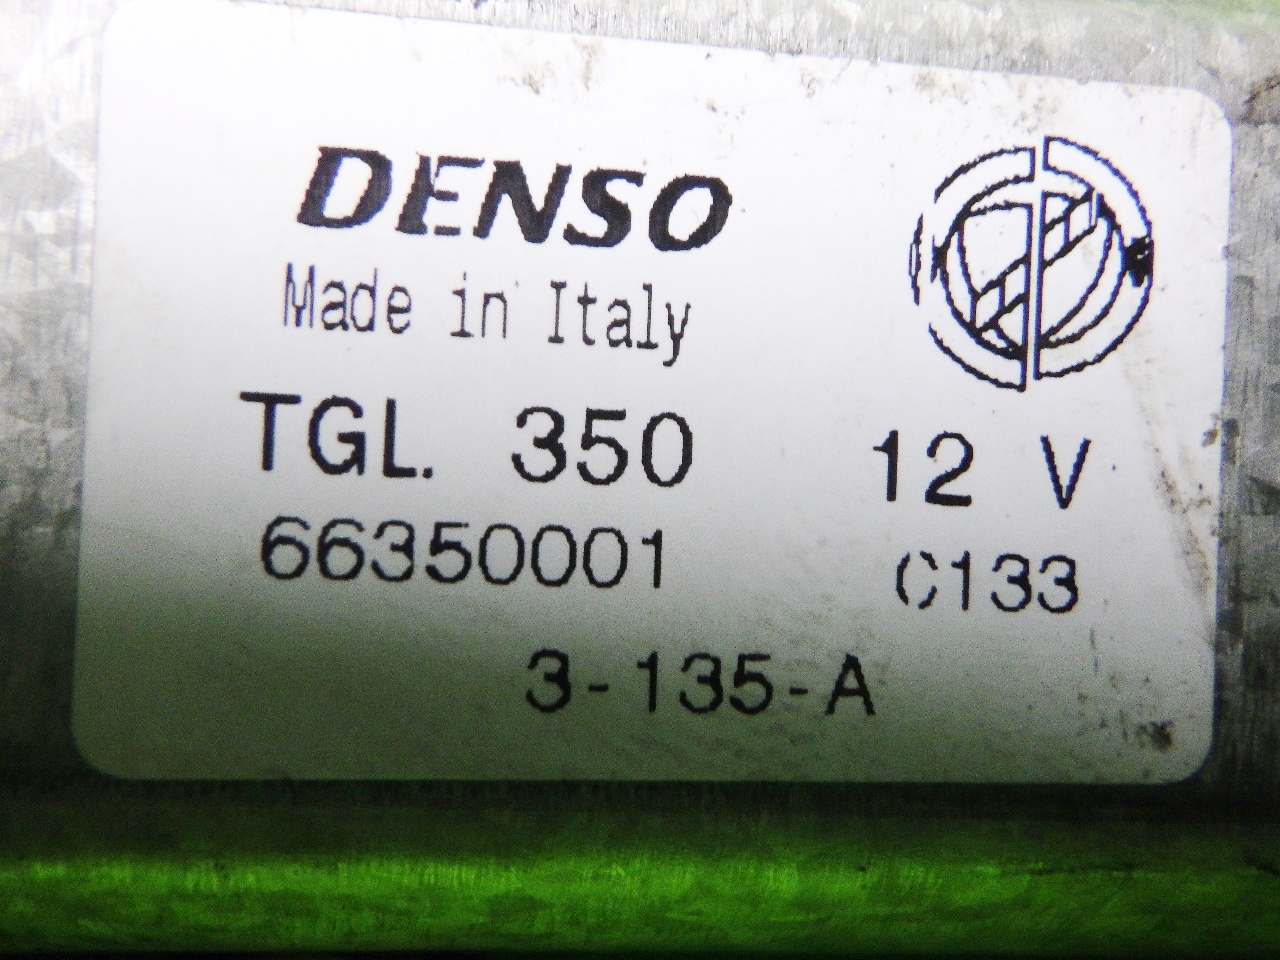 DENSO
Made in Italy
TGL. 350 12 V
66350001 C133
3-135-A